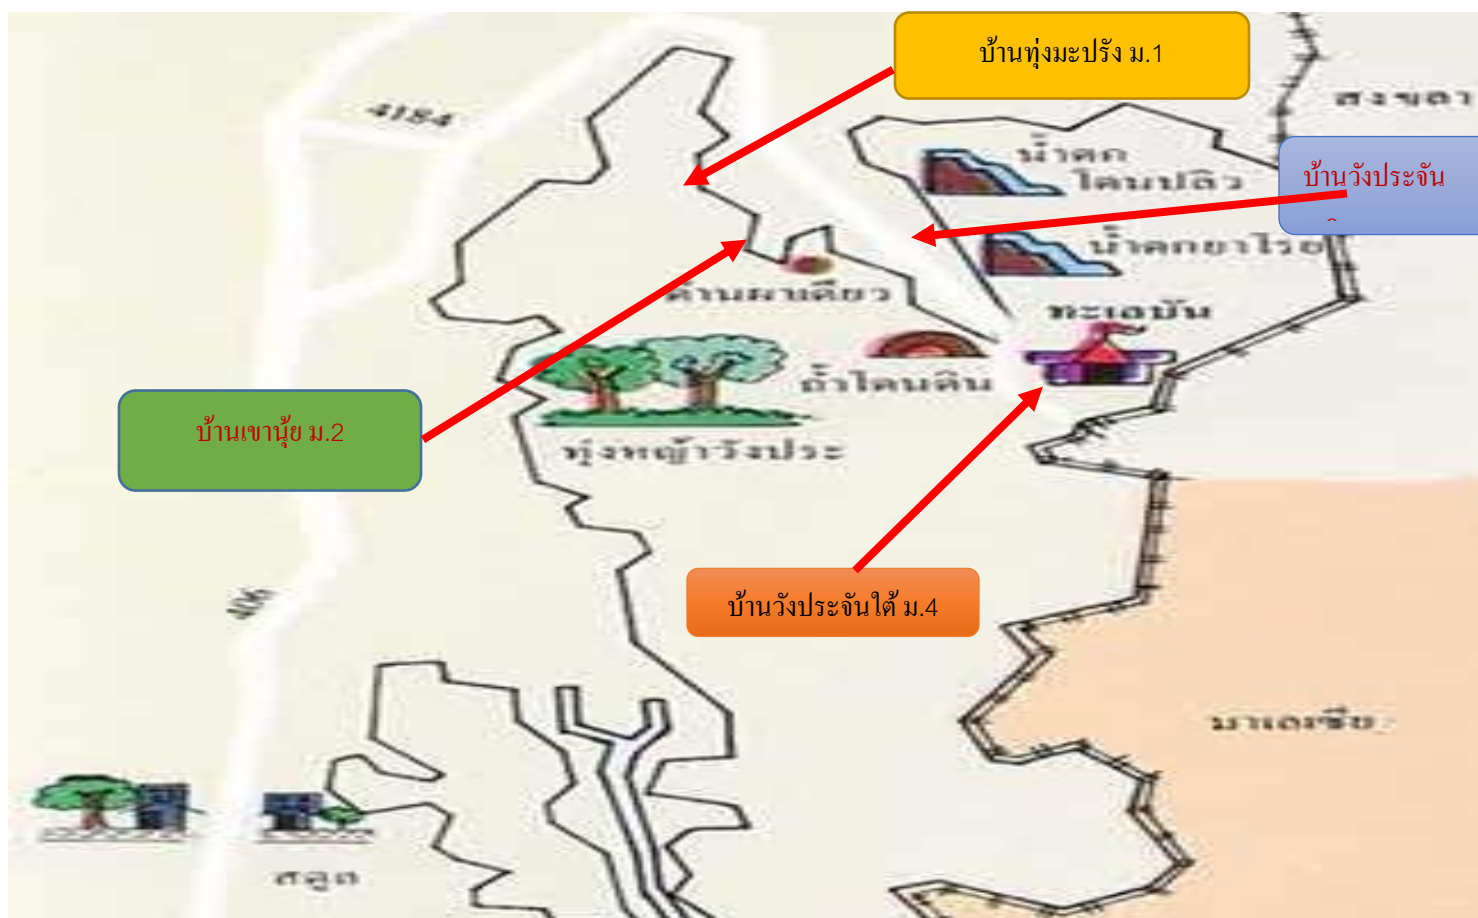 บ้านทุ่งมะปรัง ม.1
สงขลา
4184
น้ำตก
โตนปลิว
บ้านวังประจัน
น้ำตกยาโรย
ด่านผาเดียว
ทะเลบัน
ถ้ำโตนดิน
บ้านเขานุ้ย ม.2
ทุ่งหญ้าวังประ
บ้านวังประจันใต้ ม.4
406
มาเลเซีย
สตูล